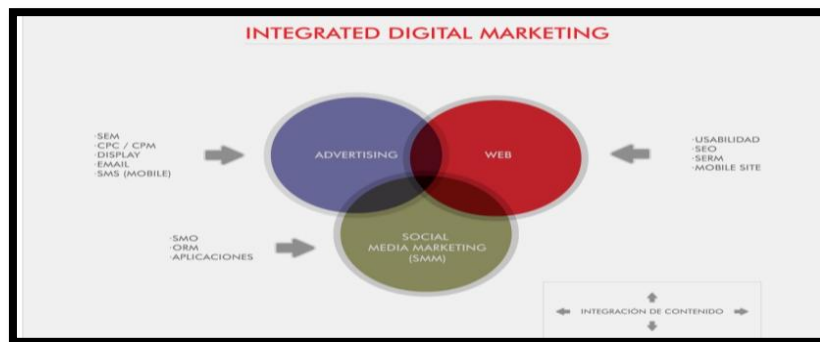 INTEGRATED DIGITAL MARKETING
·SEM
·CPC / CPM
·DISPLAY
·EMAIL
·SMS (MOBILE)
ADVERTISING
WEB
·USABILIDAD
·SEO
·SERM
·MOBILE SITE
·SMO
·ORM
·APLICACIONES
SOCIAL
MEDIA MARKETING
(SMM)
INTEGRACIÓN DE CONTENIDO